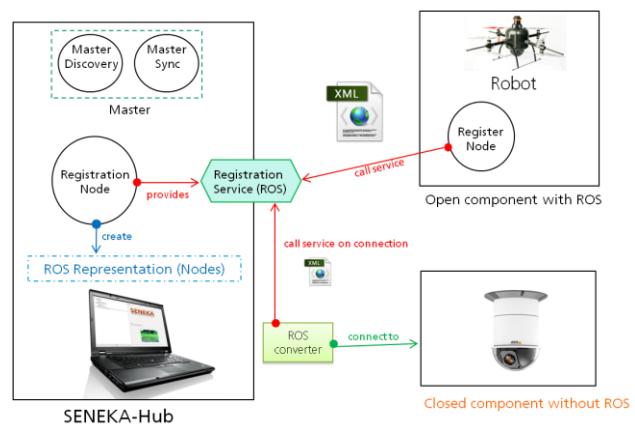 Master
Discovery
Master
Sync
Master
Robot
XML
Register
Node
Registration
Node
Registration
Service (ROS)
call service
provides
Open component with ROS
create
call service on connection
ROS Representation (Nodes)
XML
SENEKA
ROS
converter
connect to
Closed component without ROS
SENEKA-Hub